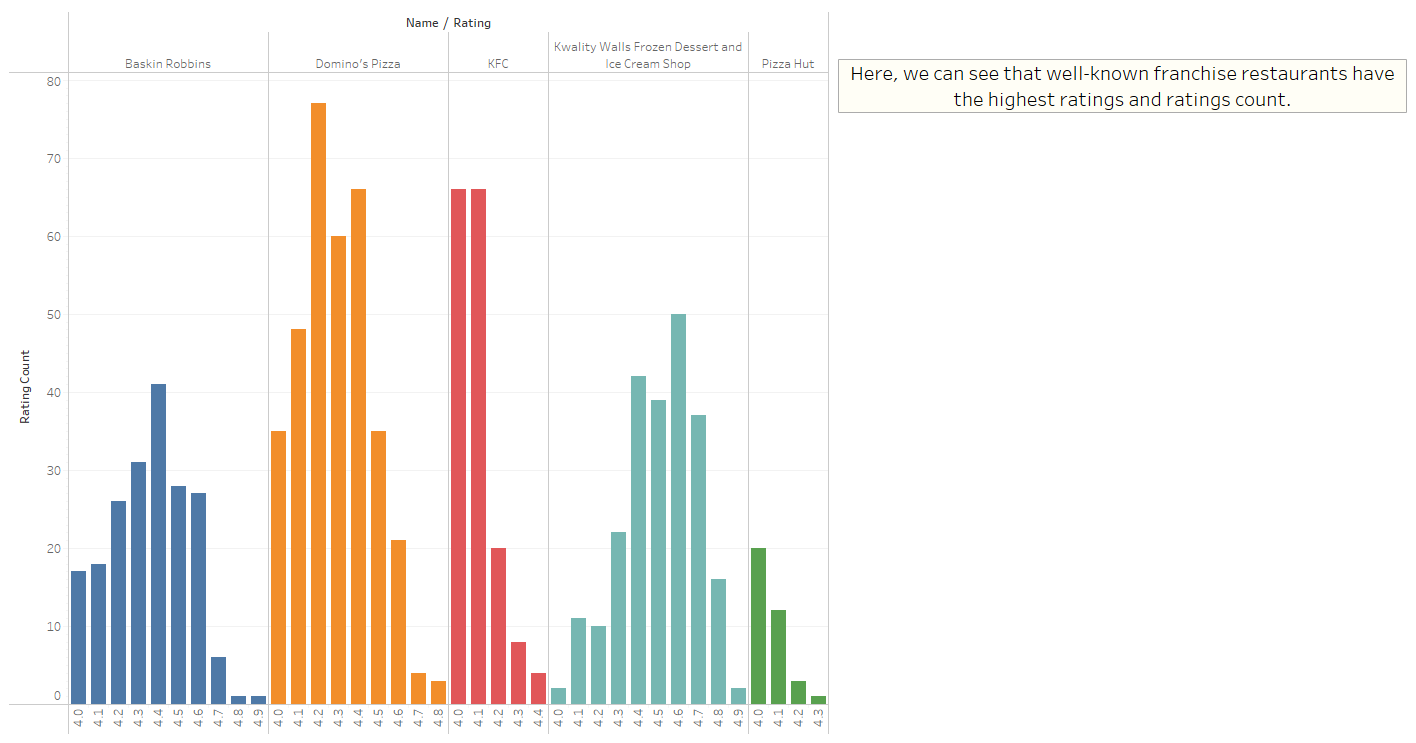 Name / Rating
Baskin Robbins
Domino's Pizza
KFC
Kwality Walls Frozen Dessert and
Ice Cream Shop
Pizza Hut
Here, we can see that well-known franchise restaurants have
the highest ratings and ratings count.
Rating Count
80
70
60
50
40
30
20
10
0
4.0 4.1 4.2 4.3 4.4 4.5 4.6 4.7 4.8 4.9 4.0 4.1 4.2 4.3 4.4 4.5 4.6 4.7 4.8 4.0 4.1 4.2 4.3 4.4 4.0 4.1 4.2 4.3 4.4 4.5 4.6 4.7 4.8 4.9 4.0 4.1 4.2 4.3